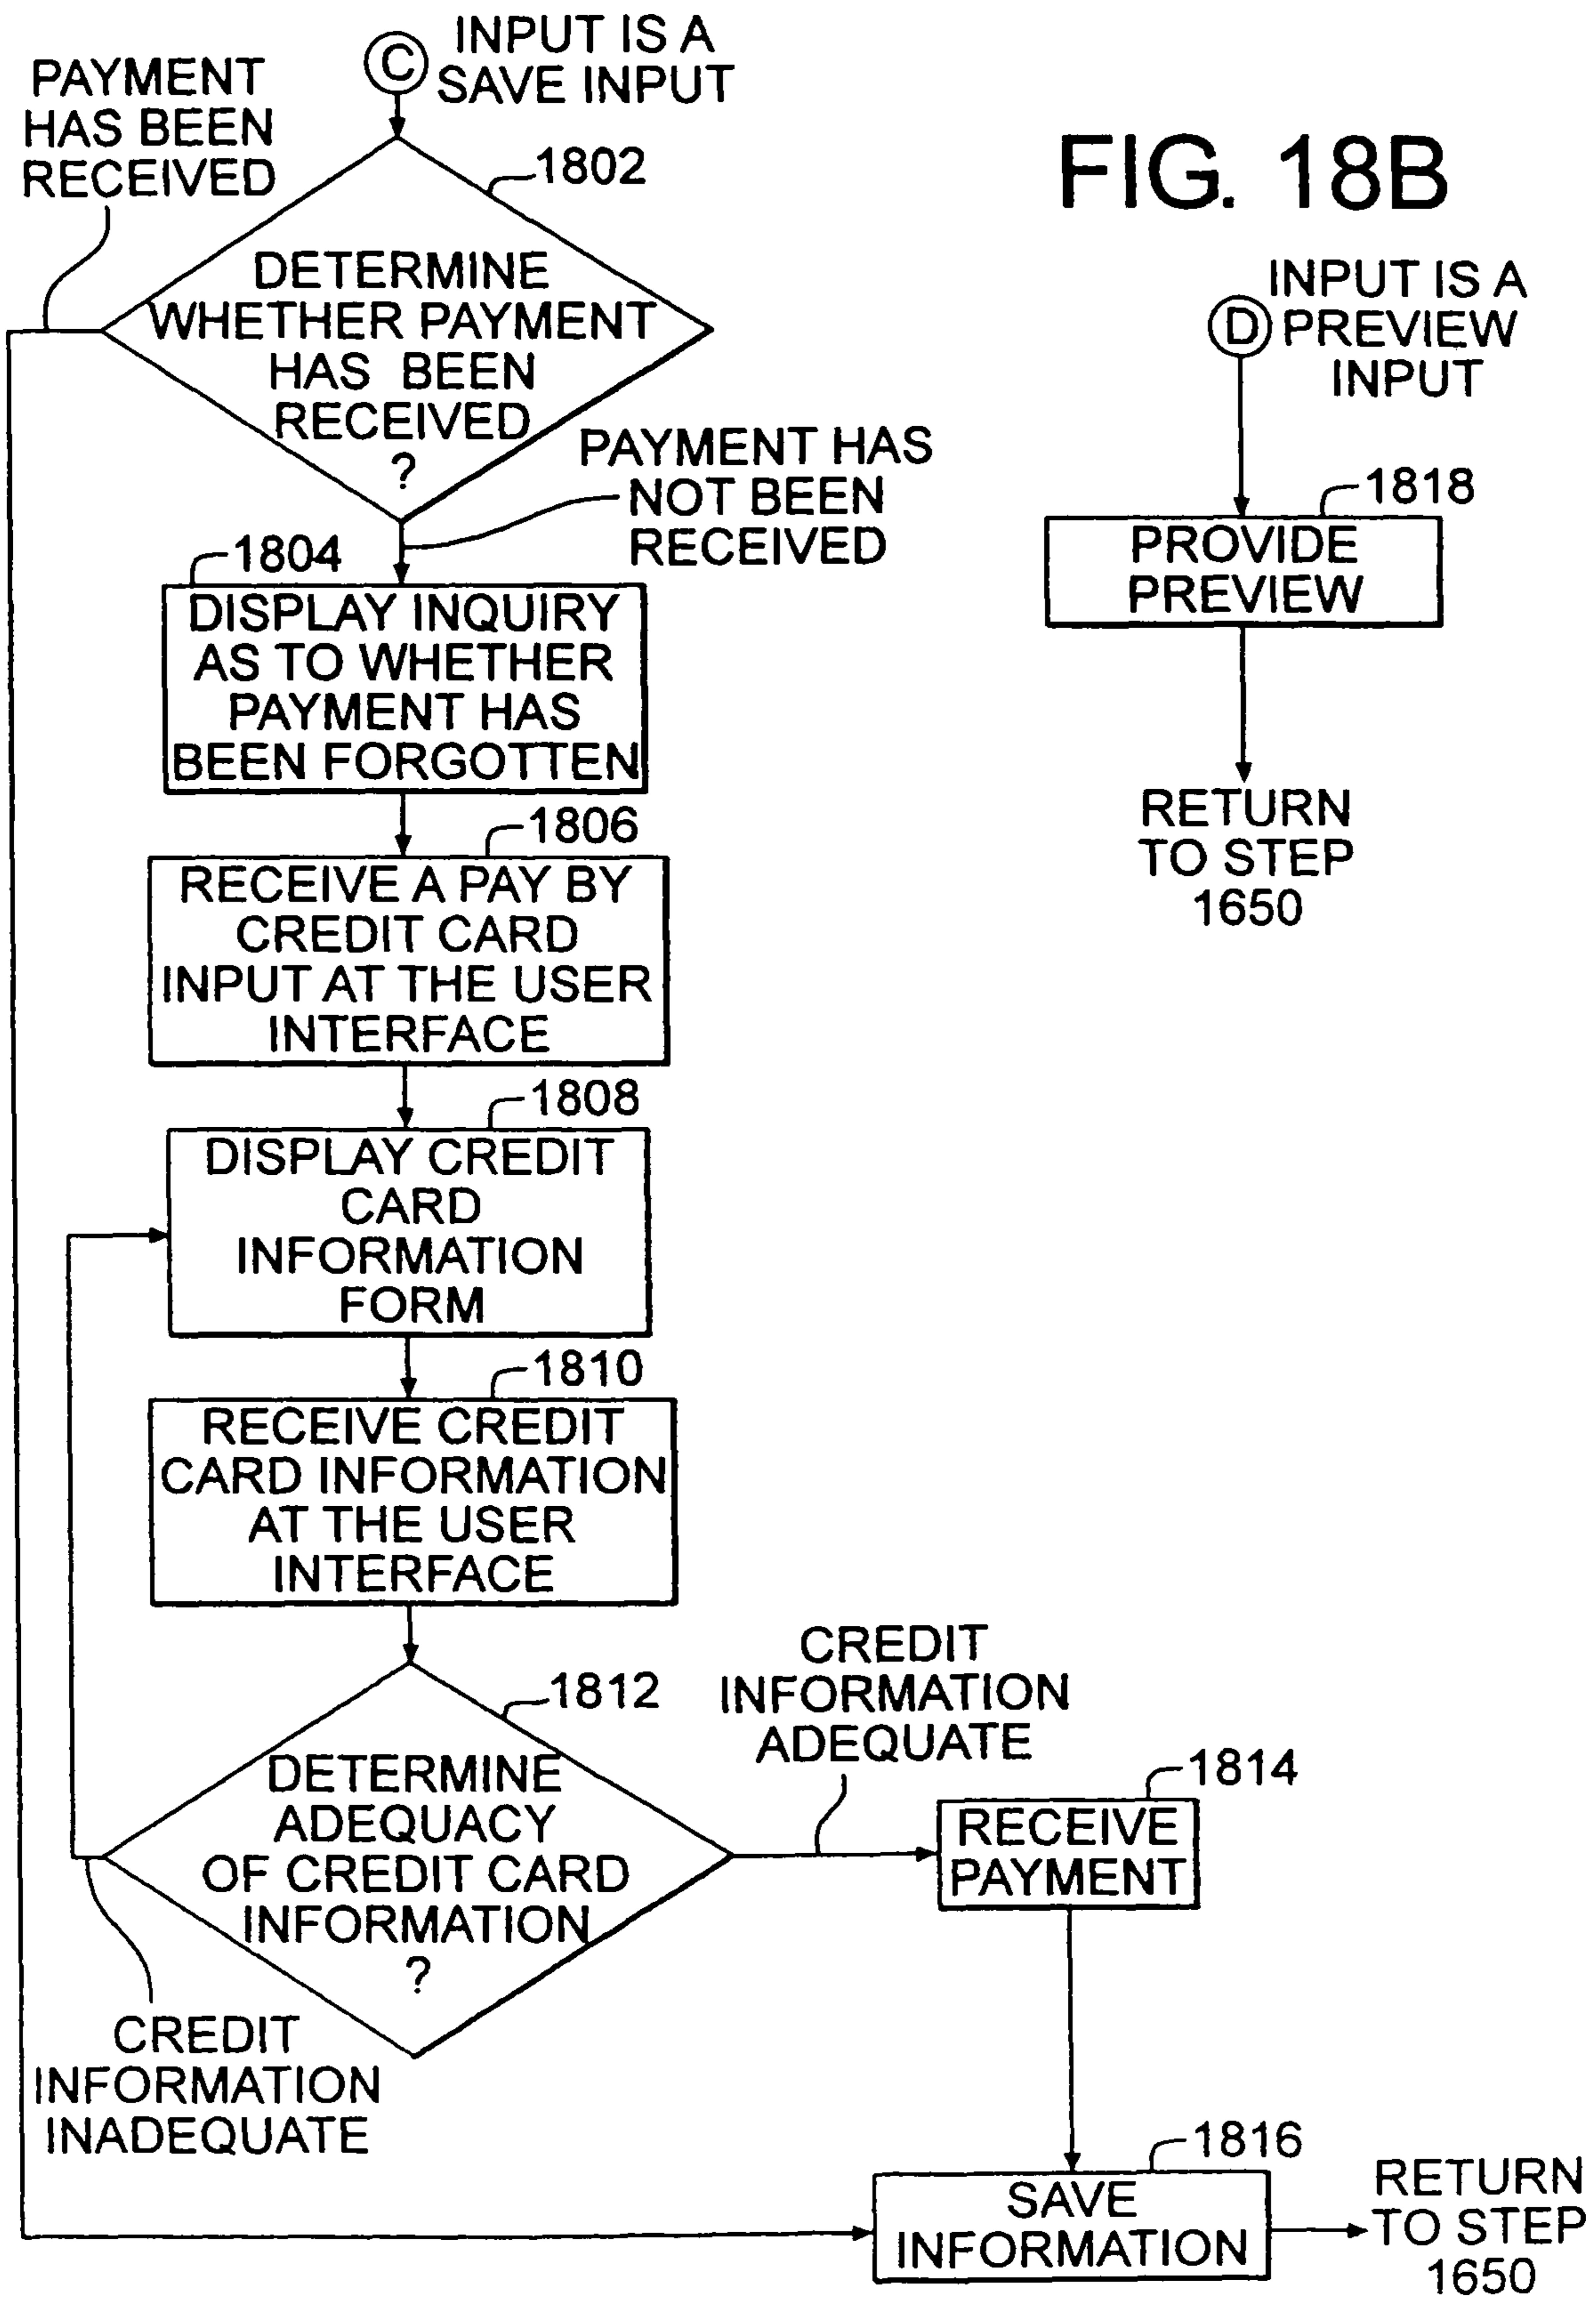 INPUT IS A
SAVE INPUT
C
PAYMENT
HAS BEEN
RECEIVED
FIG. 18B
1802
DETERMINE
WHETHER PAYMENT
HAS BEEN
RECEIVED
?
PAYMENT HAS
NOT BEEN
RECEIVED
1804
DISPLAY INQUIRY
AS TO WHETHER
PAYMENT HAS
BEEN FORGOTTEN
1806
RECEIVE A PAY BY
CREDIT CARD
INPUT AT THE USER
INTERFACE
1808
DISPLAY CREDIT
CARD
INFORMATION
FORM
1810
RECEIVE CREDIT
CARD INFORMATION
AT THE USER
INTERFACE
1812
DETERMINE
ADEQUACY
OF CREDIT CARD
INFORMATION
?
CREDIT
INFORMATION
INADEQUATE
CREDIT
INFORMATION
ADEQUATE
1814
RECEIVE
PAYMENT
1816
SAVE
INFORMATION
RETURN
TO STEP
1650
INPUT IS A
D PREVIEW
INPUT
1818
PROVIDE
PREVIEW
RETURN
TO STEP
1650